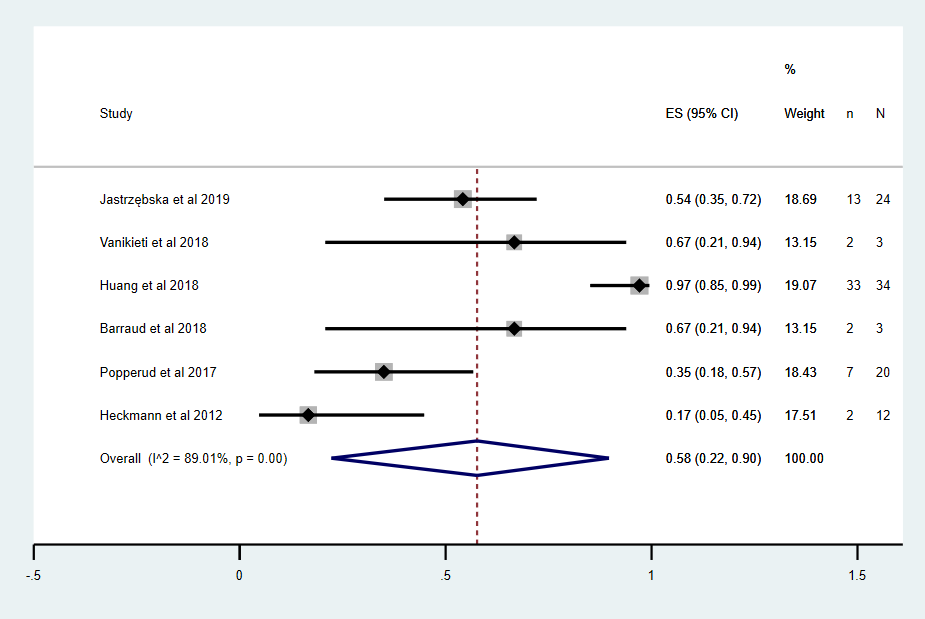 %
Study ES (95% CI) Weight n N
Jastrzębska et al 2019 0.54 (0.35, 0.72) 18.69 13 24
Vanikieti et al 2018 0.67 (0.21, 0.94) 13.15 2 3
Huang et al 2018 0.97 (0.85, 0.99) 19.07 33 34
Barraud et al 2018 0.67 (0.21, 0.94) 13.15 2 3
Popperud et al 2017 0.35 (0.18, 0.57) 18.43 7 20
Heckmann et al 2012 0.17 (0.05, 0.45) 17.51 2 12
Overall (I^2 = 89.01%, p = 0.00) 0.58 (0.22, 0.90) 100.00
-.5 0 .5 1 1.5